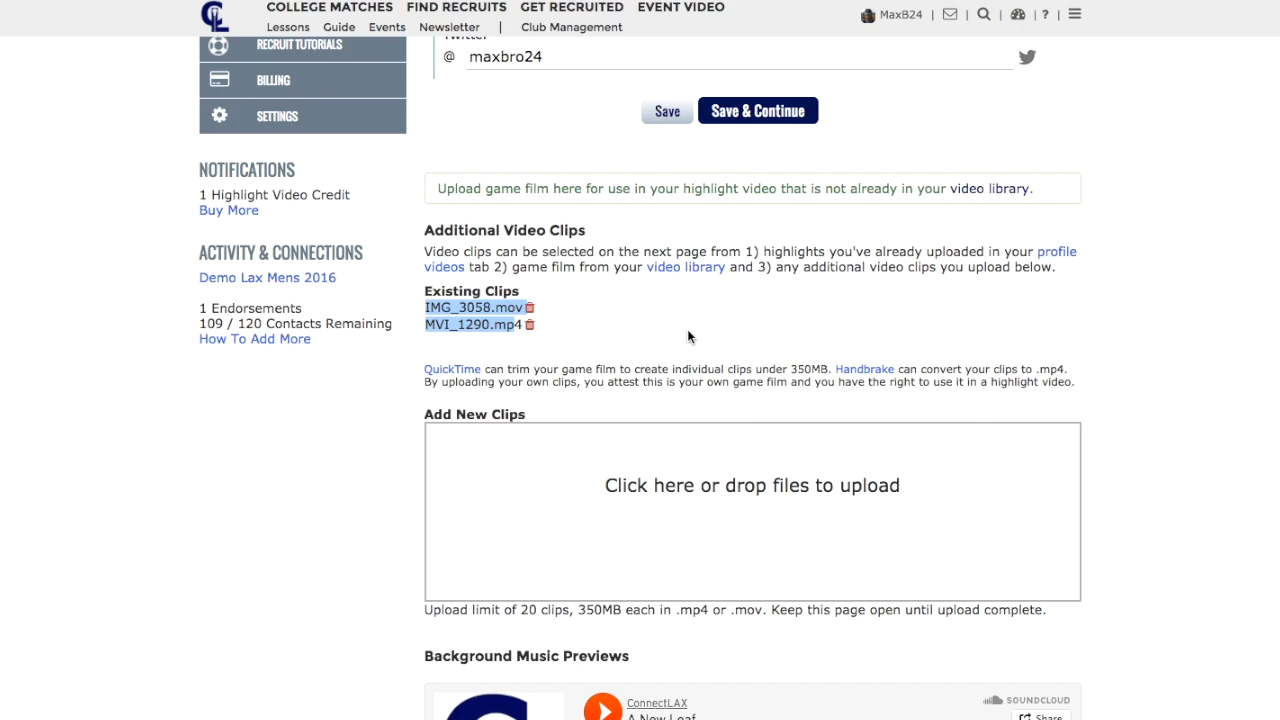 COLLEGE MATCHES FIND RECRUITS GET RECRUITED EVENT VIDEO
MaxB24 | | | | ? |
Lessons Guide Events Newsletter | Club Management
RECRUIT TUTORIALS
BILLING
SETTINGS
NOTIFICATIONS
1 Highlight Video Credit
Buy More
ACTIVITY & CONNECTIONS
Demo Lax Mens 2016
1 Endorsements
109 / 120 Contacts Remaining
How To Add More
Twitter
@ maxbro24
Save Save & Continue
Upload game film here for use in your highlight video that is not already in your video library.
Additional Video Clips
Video clips can be selected on the next page from 1) highlights you've already uploaded in your profile
videos tab 2) game film from your video library and 3) any additional video clips you upload below.
Existing Clips
IMG_3058.mov
MVI_1290.mp4
QuickTime can trim your game film to create individual clips under 350MB. Handbrake can convert your clips to .mp4.
By uploading your own clips, you attest this is your own game film and you have the right to use it in a highlight video.
Add New Clips
Click here or drop files to upload
Upload limit of 20 clips, 350MB each in .mp4 or .mov. Keep this page open until upload complete.
Background Music Previews
ConnectLAX
A New Leaf
SOUNDCLOUD
Share